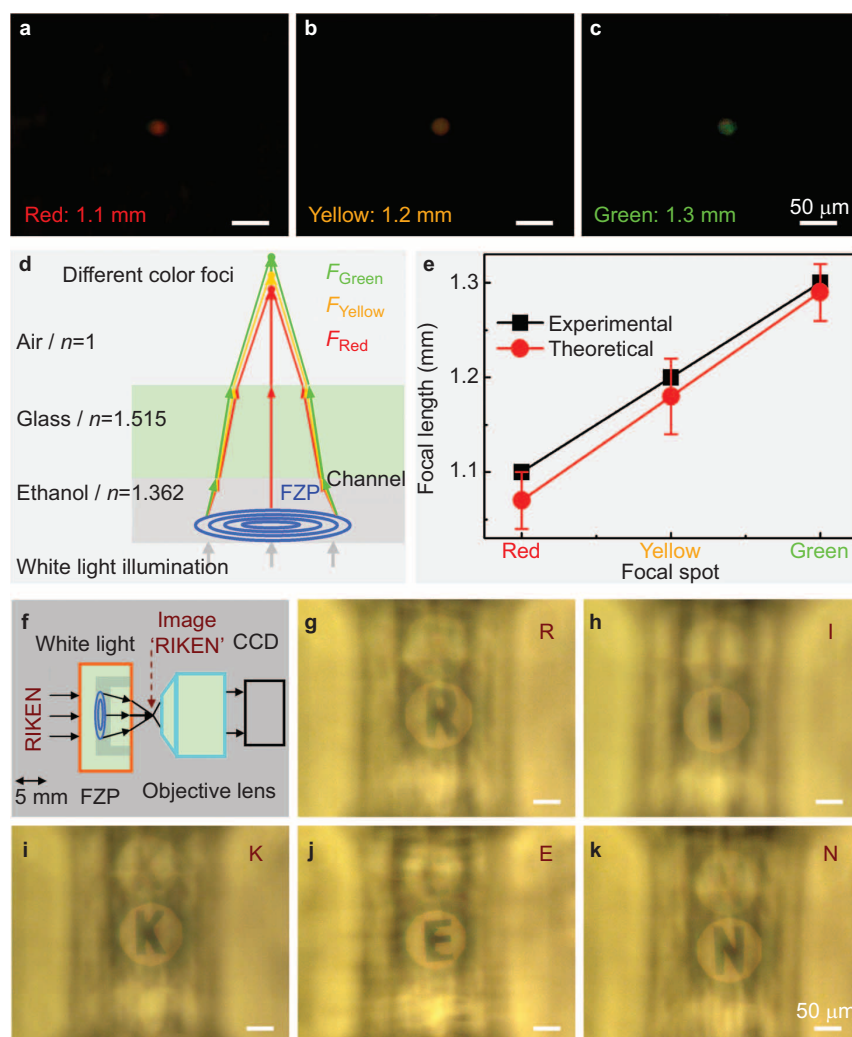 a
Red: 1.1 mm
b
Yellow: 1.2 mm
c
Green: 1.3 mm
50 μm
d
Different color foci
F_Green
F_Yellow
F_Red
Air / n=1
Glass / n=1.515
Ethanol / n=1.362
Channel
FZP
White light illumination
e
Focal length (mm)
1.3
1.2
1.1
Experimental
Theoretical
Red
Yellow
Green
Focal spot
f
Image
'RIKEN'
White light
CCD
RIKEN
5 mm
FZP
Objective lens
g
R
R
h
I
I
i
K
K
j
E
E
k
N
N
50 μm